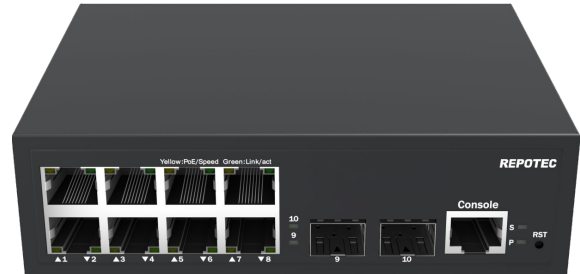 Yellow:PoE/Speed Green:Link/act
REPOTEC
Console
10
9
S
P
RST
▲1 ▼2 ▲3 ▼4 ▲5 ▼6 ▲7 ▼8
9
10